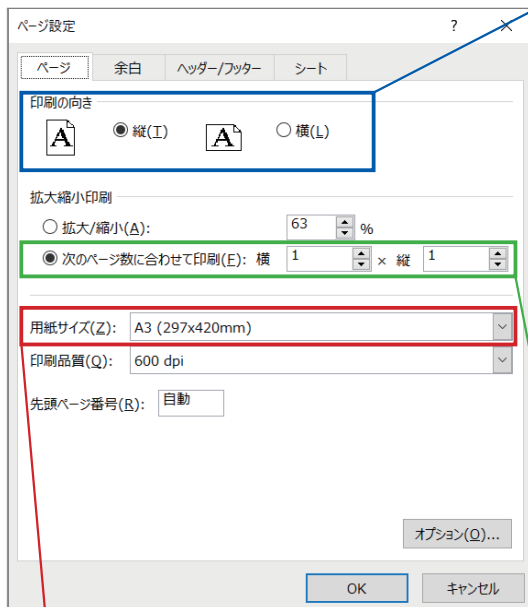 ページ設定 ? ×
ページ 余白 ヘッダー/フッター シート
印刷の向き
A 縦(T) A 横(L)
拡大縮小印刷
拡大/縮小(A): 63 %
次のページ数に合わせて印刷(F): 横 1 × 縦 1
用紙サイズ(Z): A3 (297x420mm)
印刷品質(Q): 600 dpi
先頭ページ番号(R): 自動
オプション(O)...
OK キャンセル